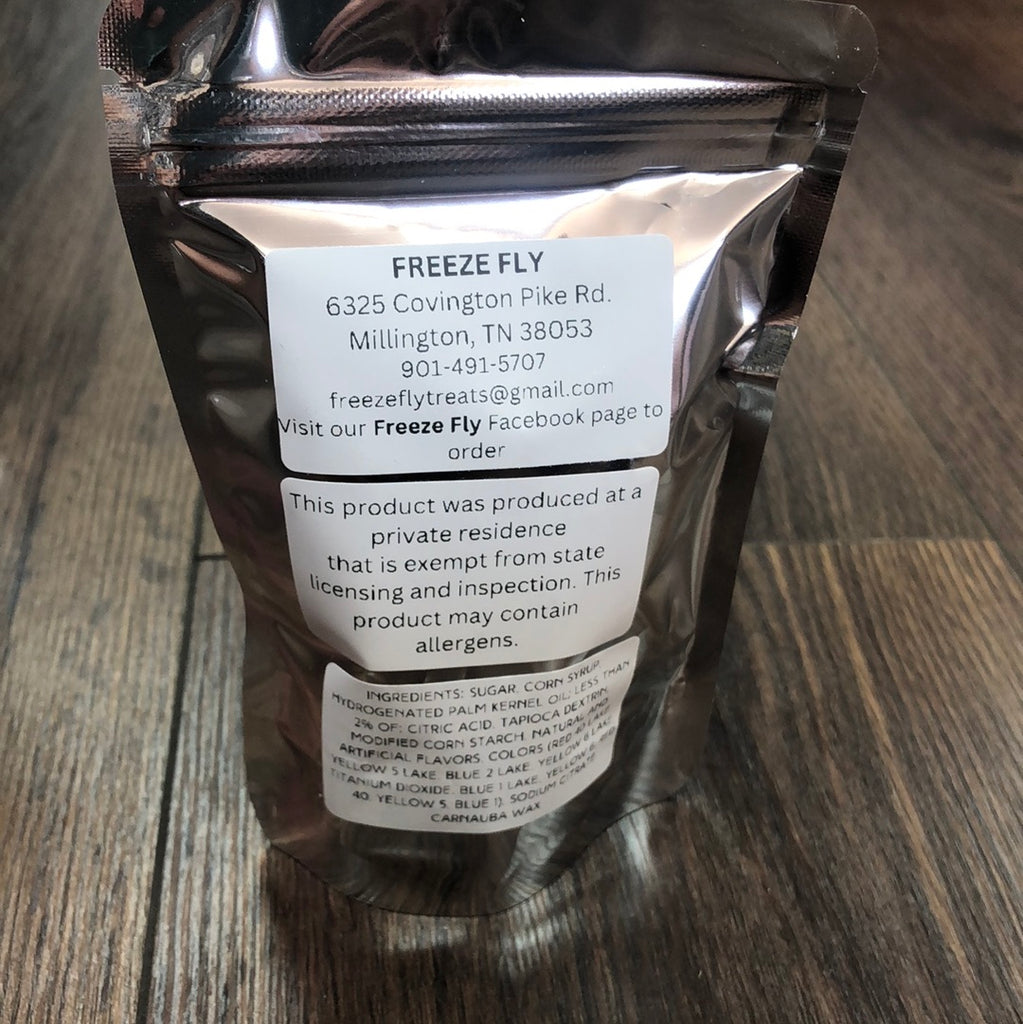 FREEZE FLY
6325 Covington Pike Rd.
Millington, TN 38053
901-491-5707
freezeflytreats@gmail.com
Visit our Freeze Fly Facebook page to
order
This product was produced at a
private residence
that is exempt from state
licensing and inspection. This
product may contain
allergens.
INGREDIENTS: SUGAR, CORN SYRUP,
HYDROGENATED PALM KERNEL OIL; LESS THAN
2% OF: CITRIC ACID, TAPIOCA DEXTRIN,
MODIFIED CORN STARCH, NATURAL AND
ARTIFICIAL FLAVORS, COLORS (RED 40 LAKE,
YELLOW 5 LAKE, BLUE 2 LAKE, YELLOW 6 LAKE,
TITANIUM DIOXIDE, BLUE 1 LAKE, YELLOW 6, RED
40, YELLOW 5, BLUE 1), SODIUM CITRATE,
CARNAUBA WAX